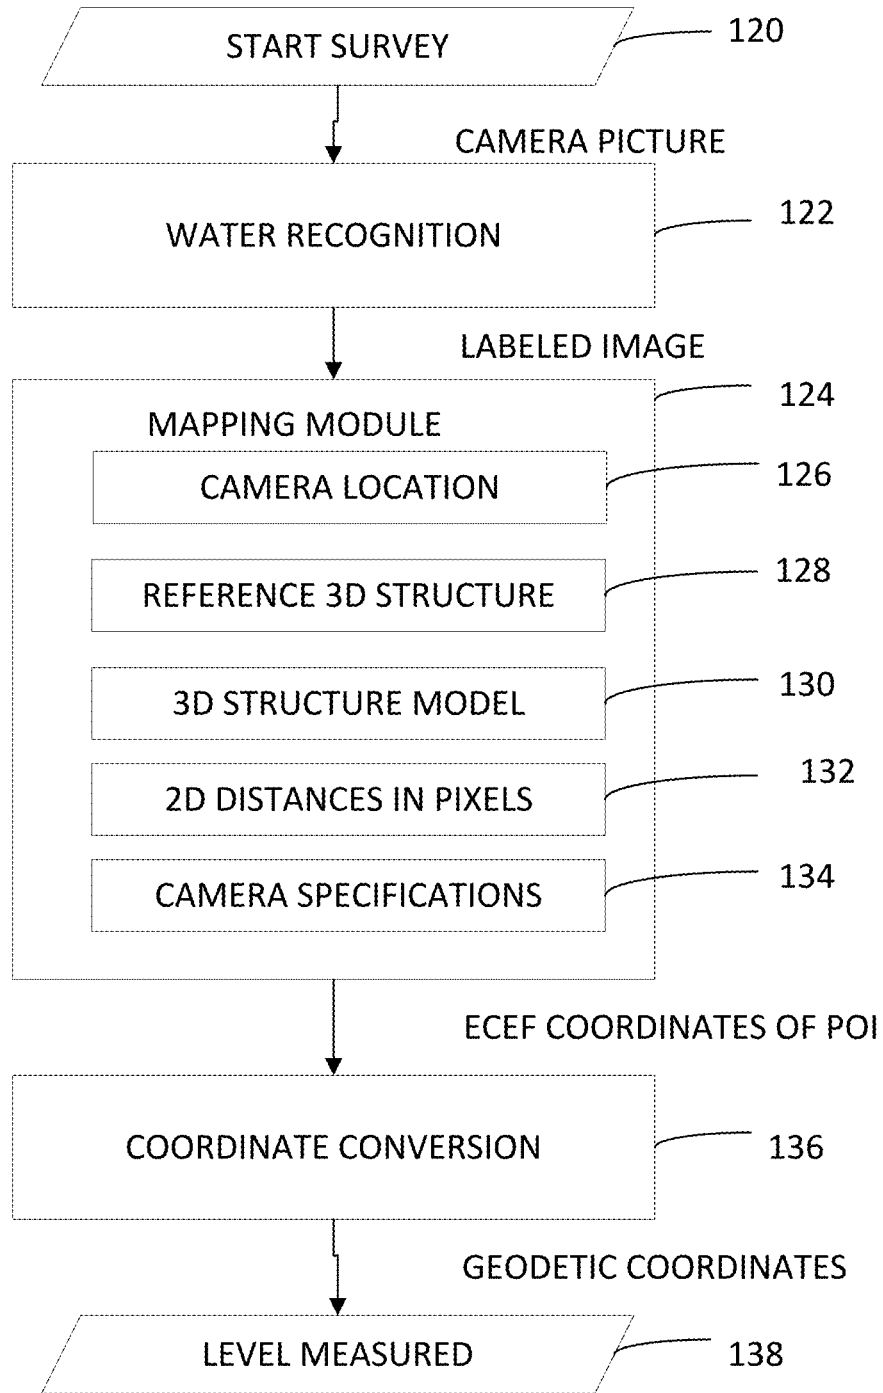 START SURVEY
120
CAMERA PICTURE
WATER RECOGNITION
122
LABELED IMAGE
124
MAPPING MODULE
CAMERA LOCATION
126
REFERENCE 3D STRUCTURE
128
3D STRUCTURE MODEL
130
2D DISTANCES IN PIXELS
132
CAMERA SPECIFICATIONS
134
ECEF COORDINATES OF POI
COORDINATE CONVERSION
136
GEODETIC COORDINATES
LEVEL MEASURED
138